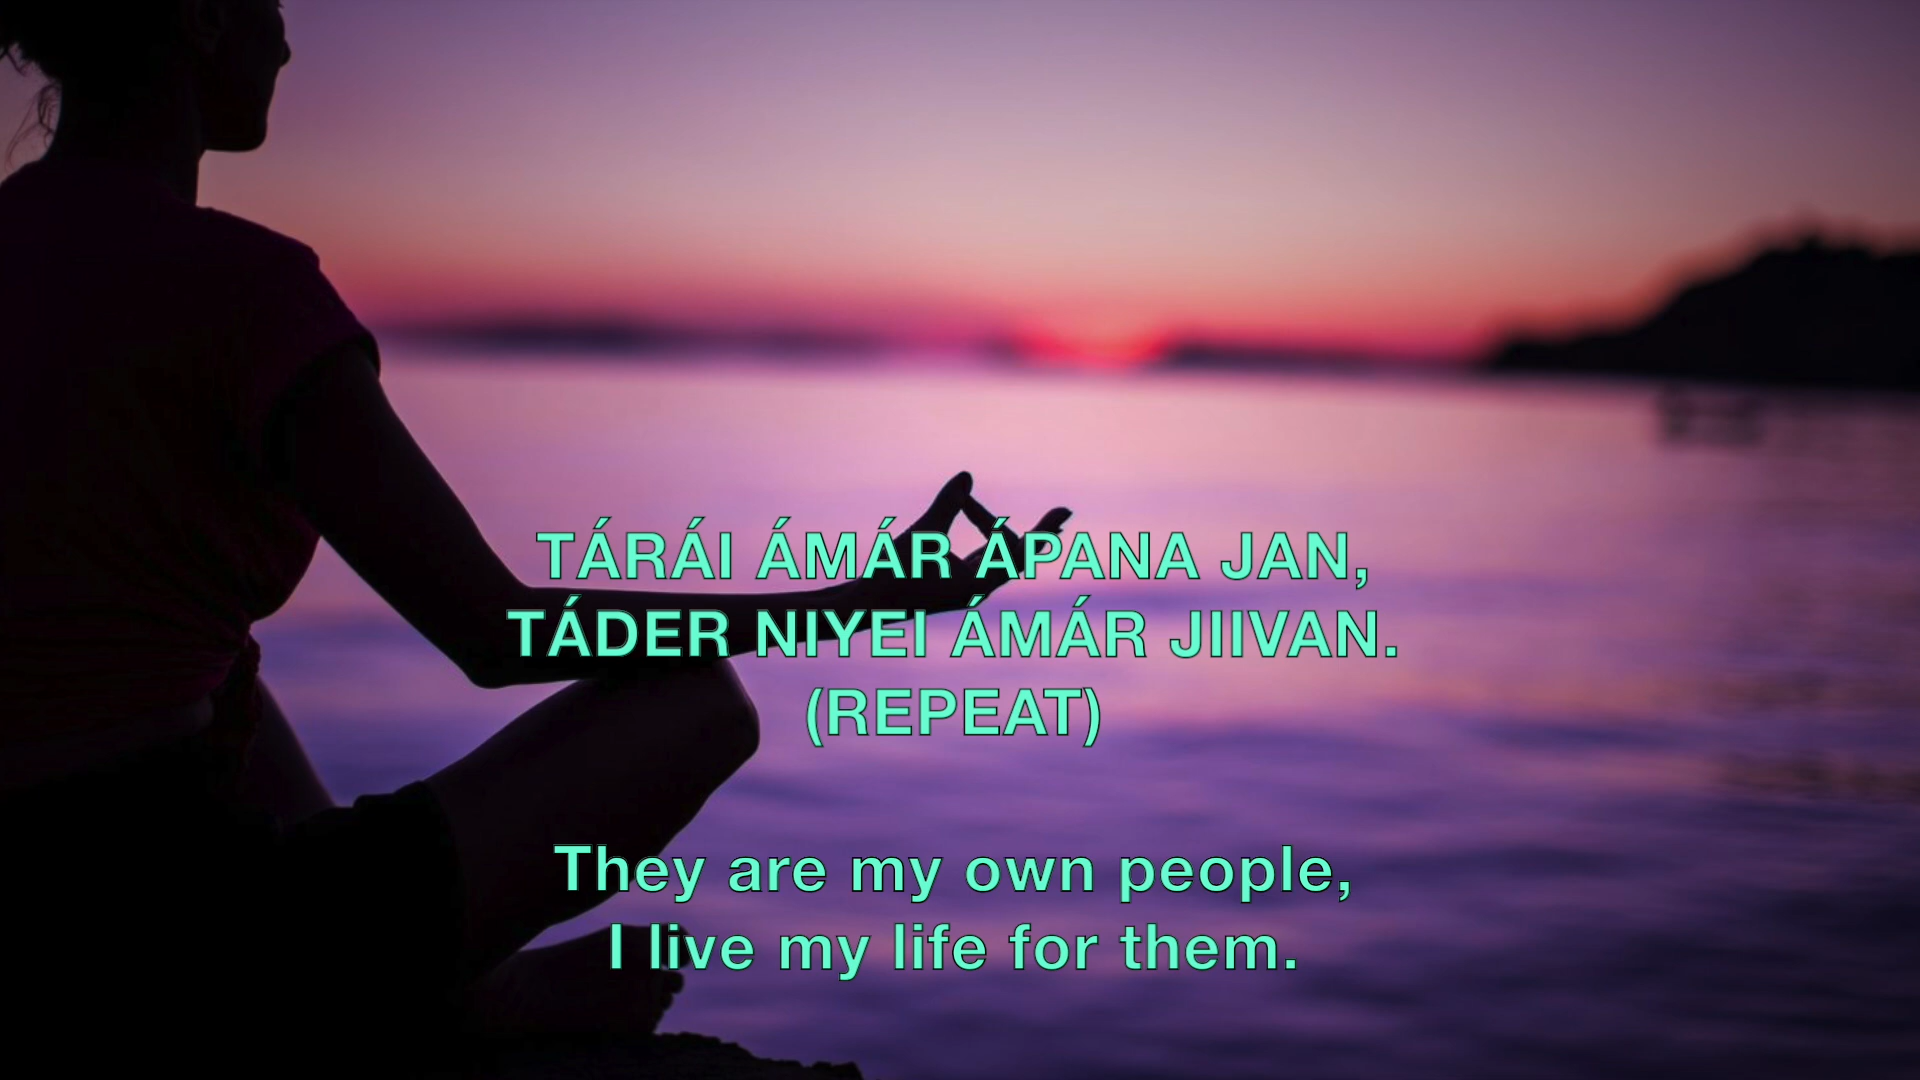 TÁRÁI ÁMÁR ÁPANA JAN,
TÁDER NIYEI ÁMÁR JIIVAN.
(REPEAT)
They are my own people,
I live my life for them.